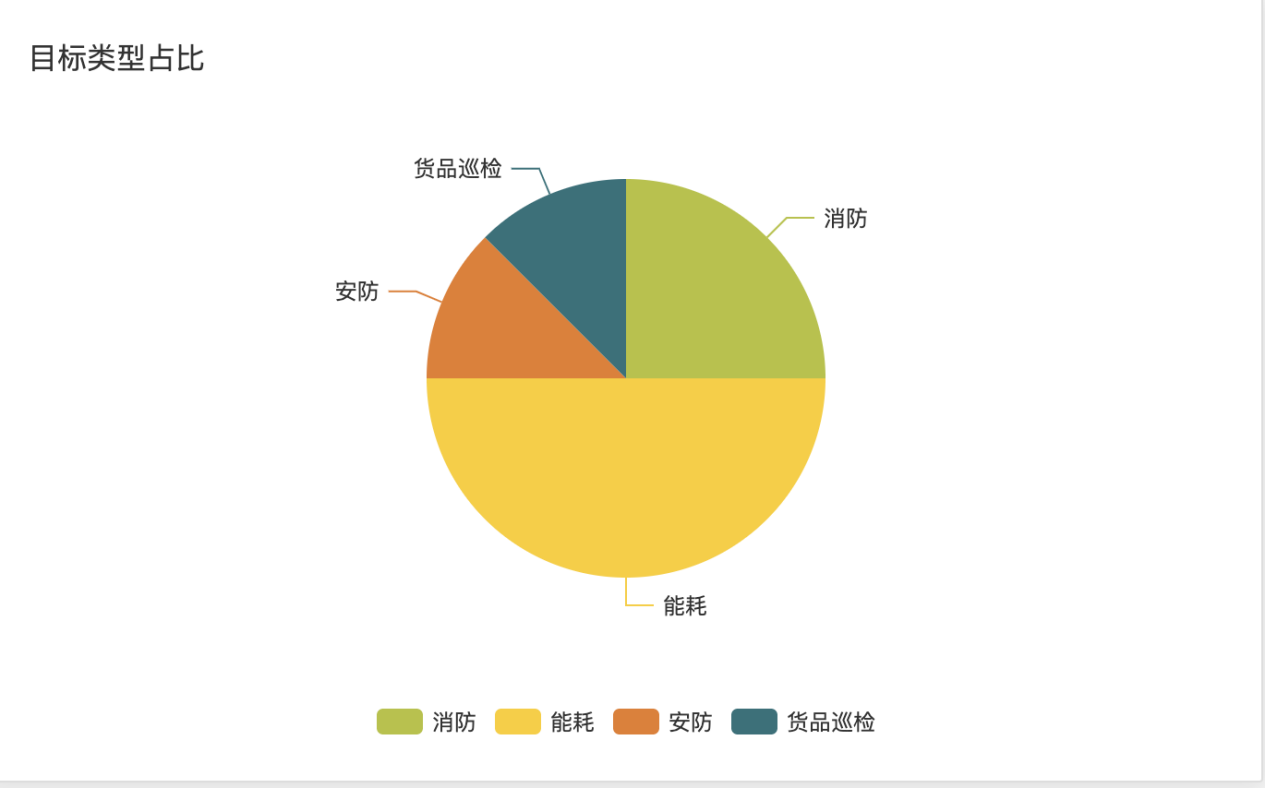 目标类型占比
货品巡检
消防
安防
能耗
消防 能耗 安防 货品巡检